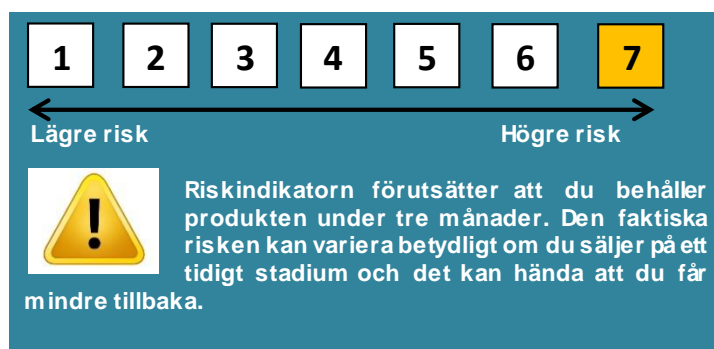 1 2 3 4 5 6 7
Lägre risk Högre risk
!
Riskindikatorn förutsätter att du behåller
produkten under tre månader. Den faktiska
risken kan variera betydligt om du säljer på ett
tidigt stadium och det kan hända att du får
mindre tillbaka.